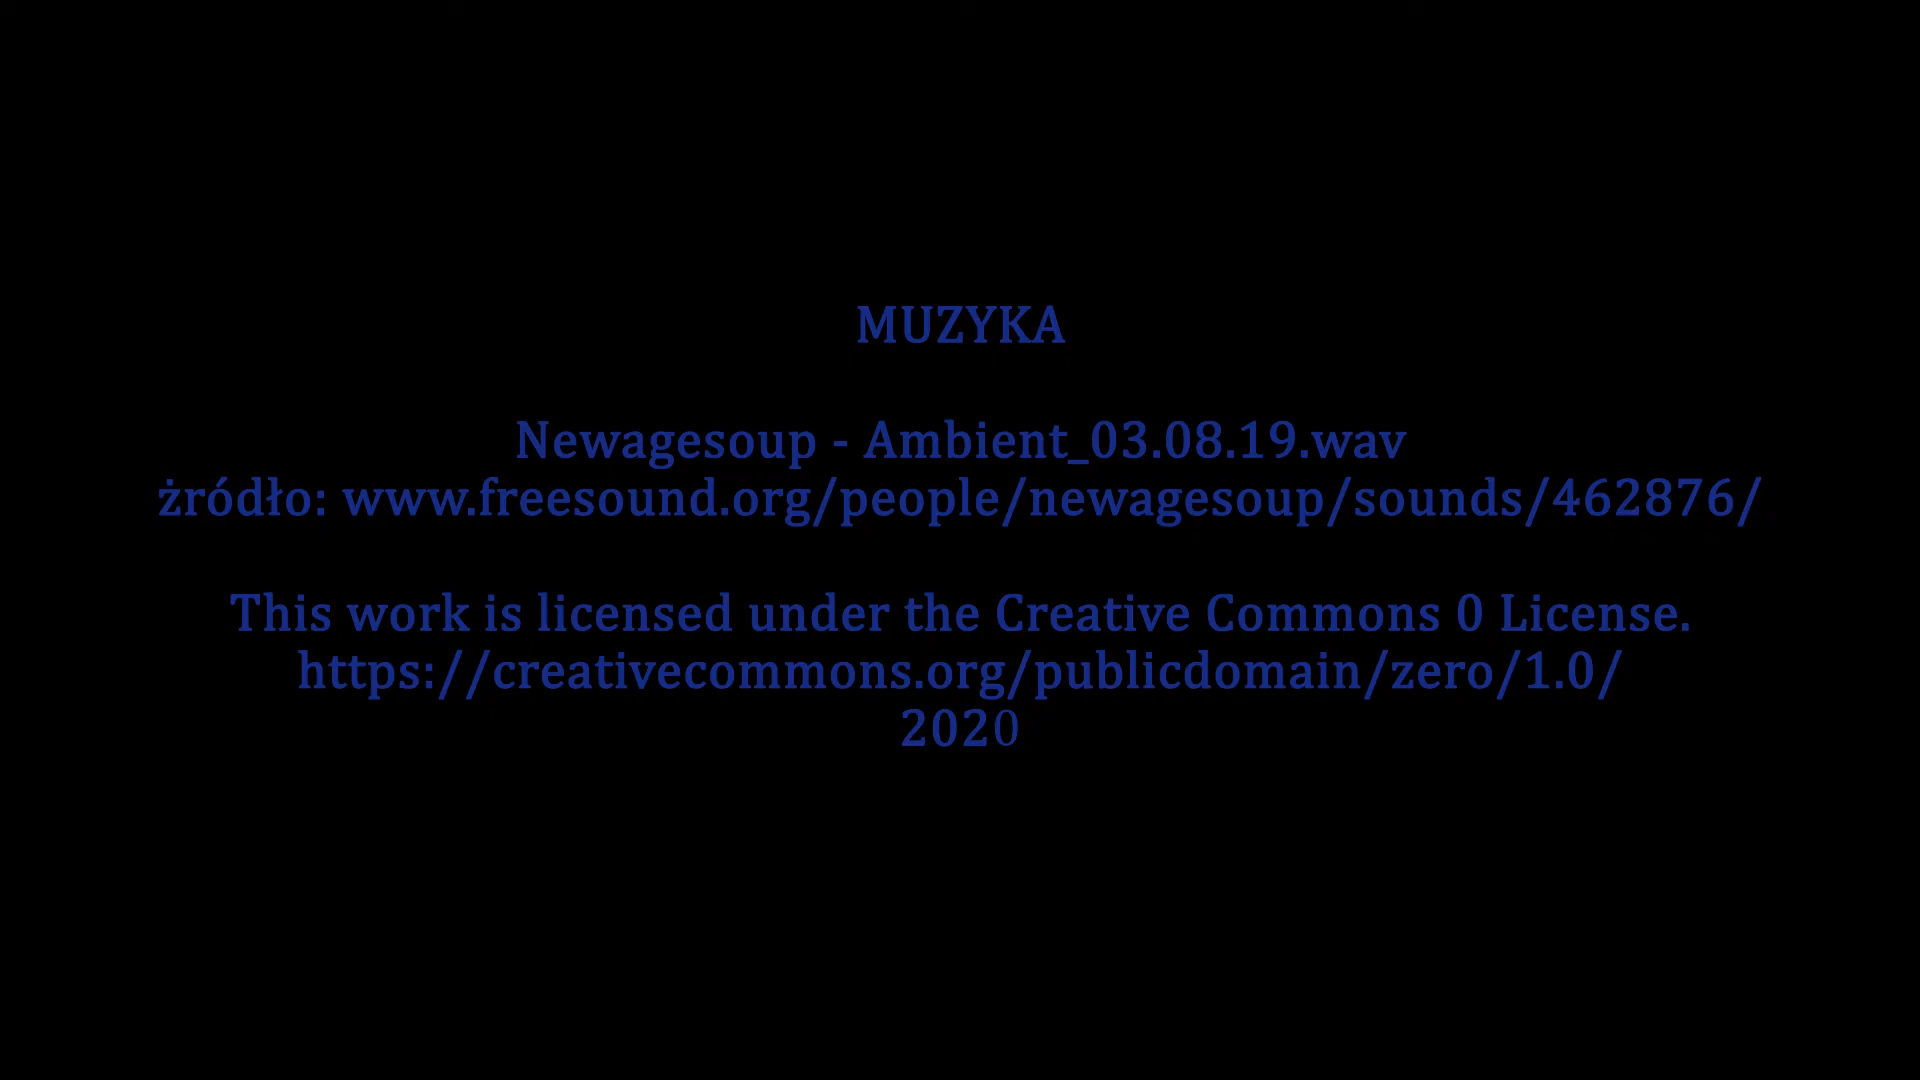 MUZYKA
Newagesoup - Ambient_03.08.19.wav
żródło: www.freesound.org/people/newagesoup/sounds/462876/
This work is licensed under the Creative Commons 0 License.
https://creativecommons.org/publicdomain/zero/1.0/
2020